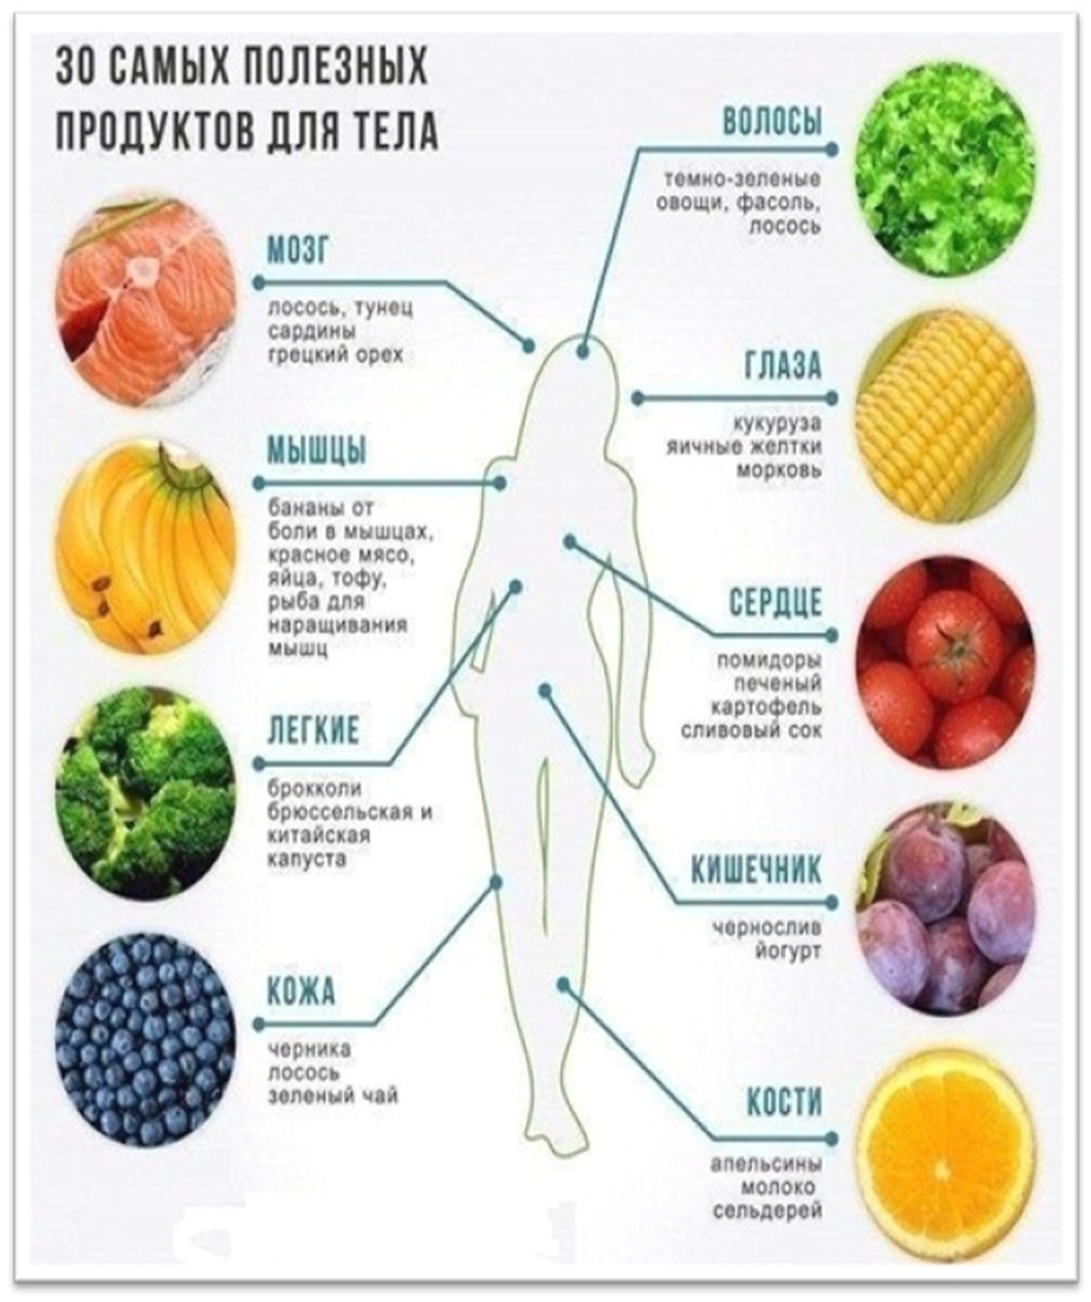 30 САМЫХ ПОЛЕЗНЫХ
ПРОДУКТОВ ДЛЯ ТЕЛА
МОЗГ
лосось, тунец
сардины
грецкий орех
МЫШЦЫ
бананы от
боли в мышцах,
красное мясо,
яйца, тофу,
рыба для
наращивания
мышц
ЛЕГКИЕ
брокколи
брюссельская и
китайская
капуста
КОЖА
черника
лосось
зеленый чай
ВОЛОСЫ
темно-зеленые
овощи, фасоль,
лосось
ГЛАЗА
кукуруза
яичные желтки
морковь
СЕРДЦЕ
помидоры
печеный
картофель
сливовый сок
КИШЕЧНИК
чернослив
йогурт
КОСТИ
апельсины
молоко
сельдерей